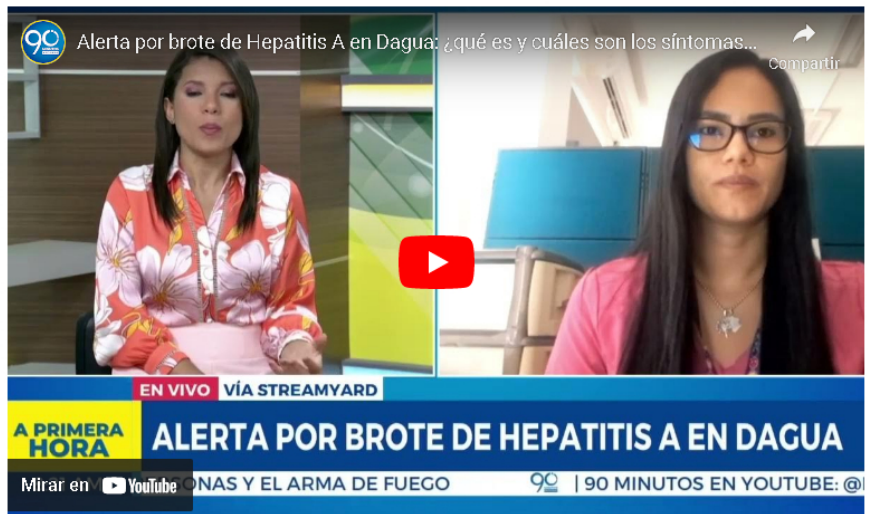 90
Alerta por brote de Hepatitis A en Dagua: ¿qué es y cuáles son los síntomas...
Compartir
EN VIVO VÍA STREAMYARD
A PRIMERA
HORA
ALERTA POR BROTE DE HEPATITIS A EN DAGUA
Mirar en YouTube
Y EL ARMA DE FUEGO 90 | 90 MINUTOS EN YOUTUBE: